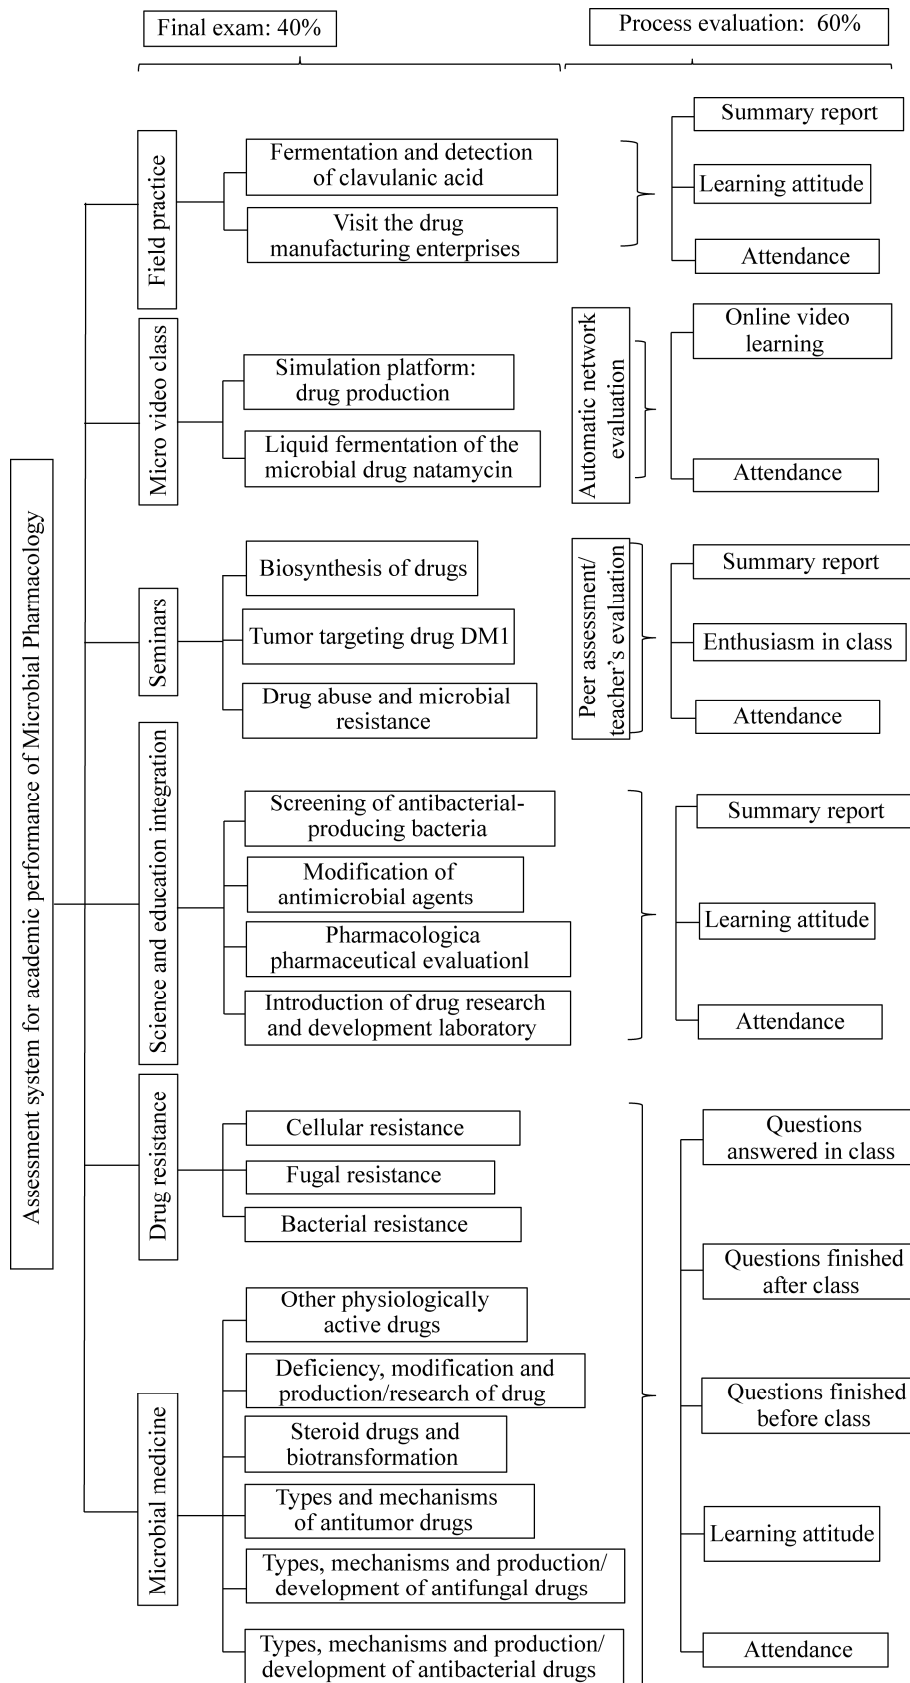 Final exam: 40%
Process evaluation:  60%
Assessment system for academic performance of Microbial Pharmacology
Field practice
Fermentation and detection
of clavulanic acid
Visit the drug
manufacturing enterprises
Summary report
Learning attitude
Attendance
Micro video class
Simulation platform:
drug production
Liquid fermentation of the
microbial drug natamycin
Automatic network
evaluation
Online video
learning
Attendance
Seminars
Biosynthesis of drugs
Tumor targeting drug DM1
Drug abuse and microbial
resistance
Peer assessment/
teacher's evaluation
Summary report
Enthusiasm in class
Attendance
Science and education integration
Screening of antibacterial-
producing bacteria
Modification of
antimicrobial agents
Pharmacologica
pharmaceutical evaluationl
Introduction of drug research
and development laboratory
Summary report
Learning attitude
Attendance
Drug resistance
Cellular resistance
Fugal resistance
Bacterial resistance
Microbial medicine
Other physiologically
active drugs
Deficiency, modification and
production/research of drug
Steroid drugs and
biotransformation
Types and mechanisms
of antitumor drugs
Types, mechanisms and production/
development of antifungal drugs
Types, mechanisms and production/
development of antibacterial drugs
Questions
answered in class
Questions finished
after class
Questions finished
before class
Learning attitude
Attendance